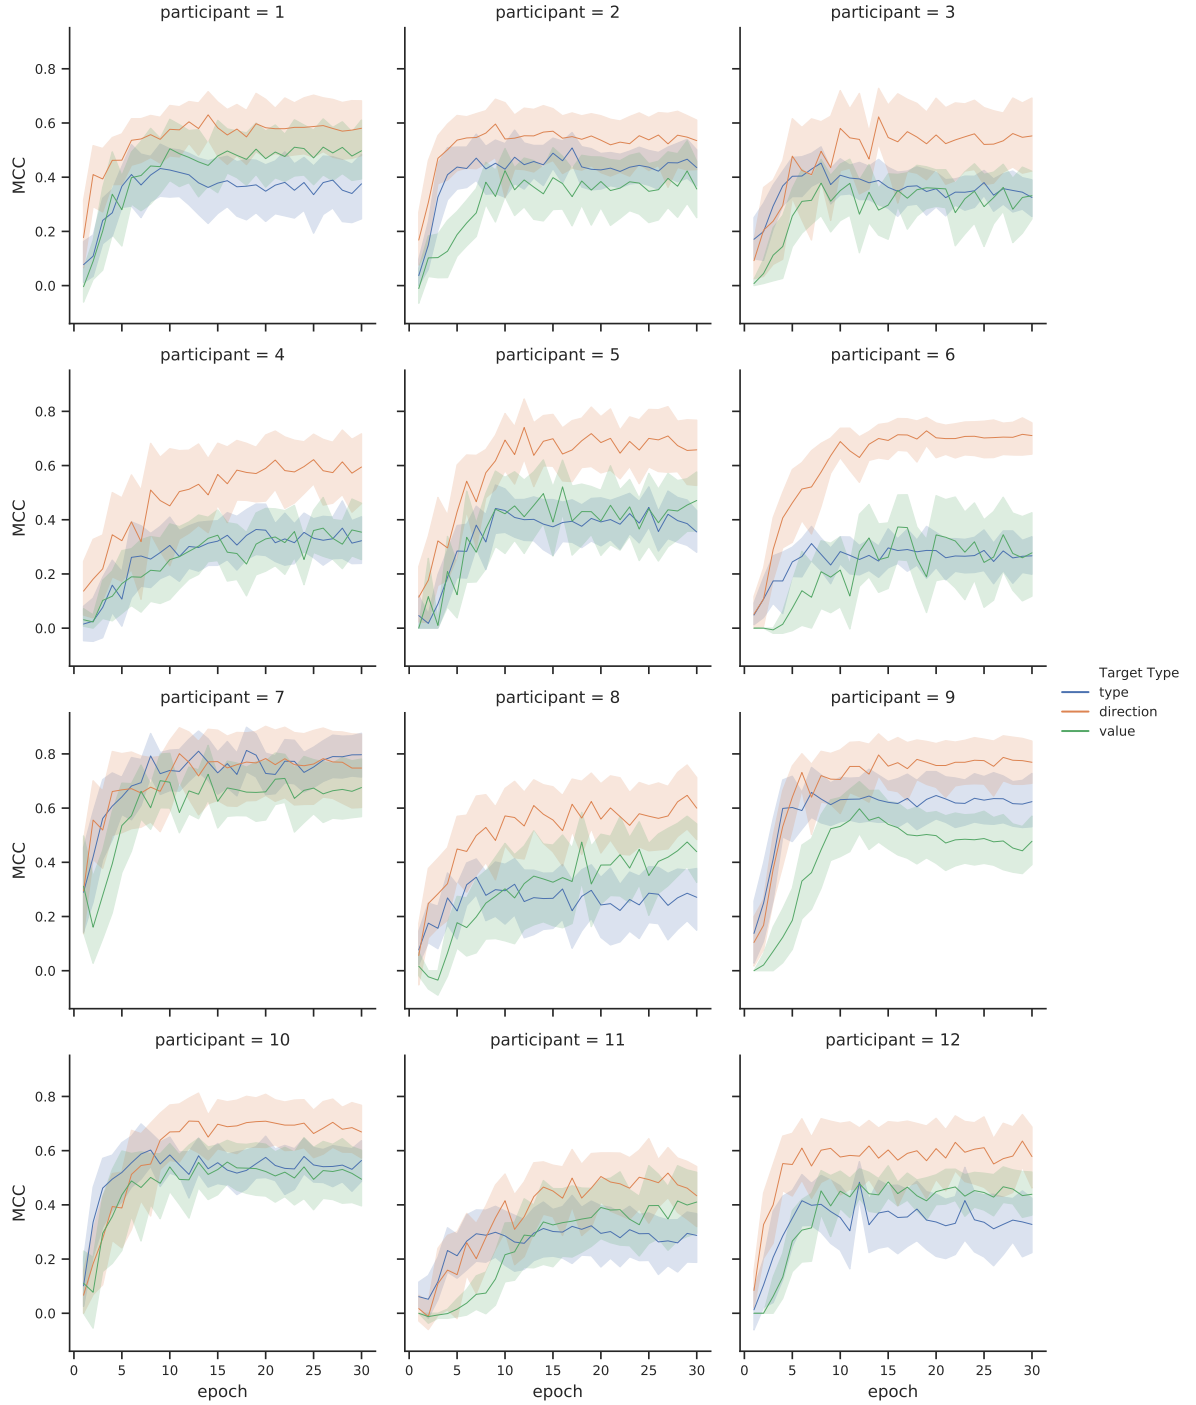 participant = 1
participant = 2
participant = 3
MCC
0.8
0.6
0.4
0.2
0.0
participant = 4
participant = 5
participant = 6
MCC
0.8
0.6
0.4
0.2
0.0
Target Type
type
direction
value
participant = 7
participant = 8
participant = 9
MCC
0.8
0.6
0.4
0.2
0.0
participant = 10
participant = 11
participant = 12
MCC
0.8
0.6
0.4
0.2
0.0
0 5 10 15 20 25 30
0 5 10 15 20 25 30
0 5 10 15 20 25 30
epoch
epoch
epoch